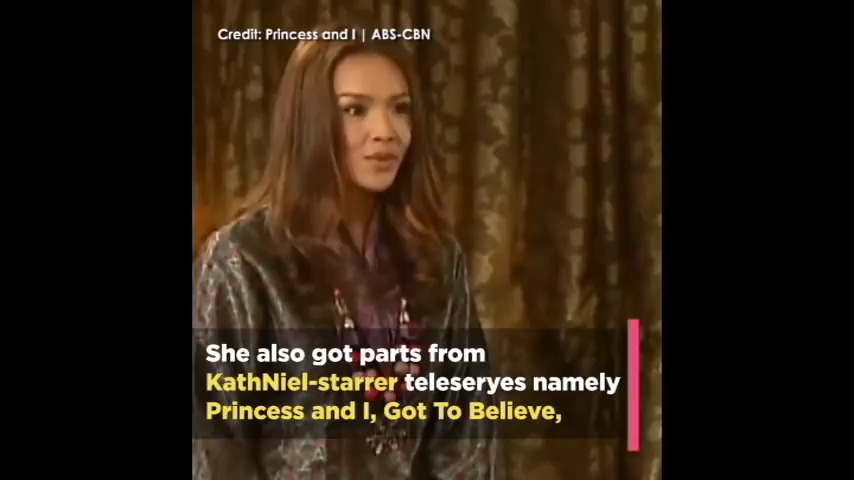 Credit: Princess and I | ABS-CBN
She also got parts from
KathNiel-starrer teleseryes namely
Princess and I, Got To Believe,